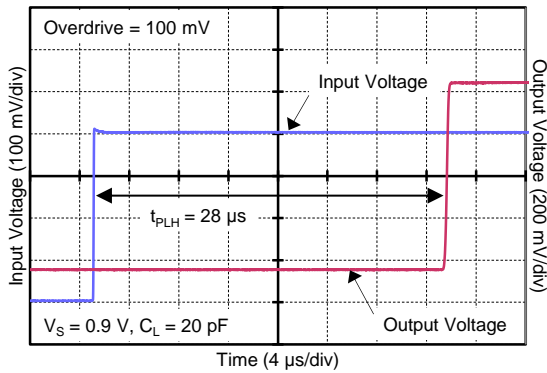 Overdrive = 100 mV
Input Voltage
Input Voltage (100 mV/div)
Output Voltage (200 mV/div)
tPLH = 28 µs
VS = 0.9 V, CL = 20 pF
Output Voltage
Time (4 µs/div)